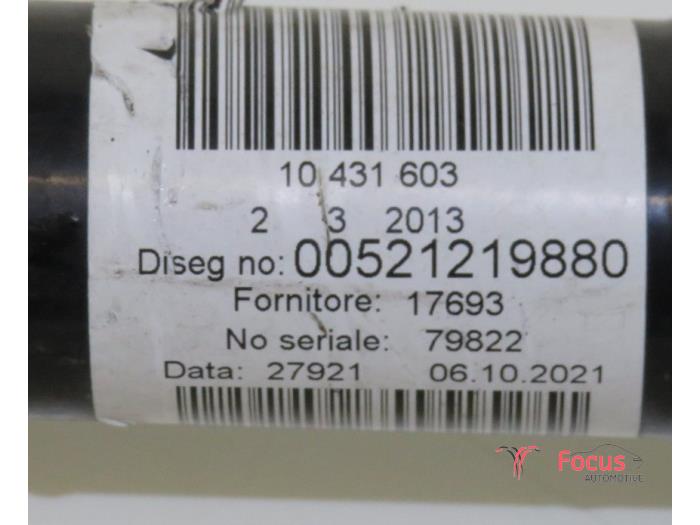 10 431 603
2 3 2013
Diseg no: 00521219880
Fornitore: 17693
No seriale: 79822
Data: 27921 06.10.2021
Focus
AUTOMOTIVE